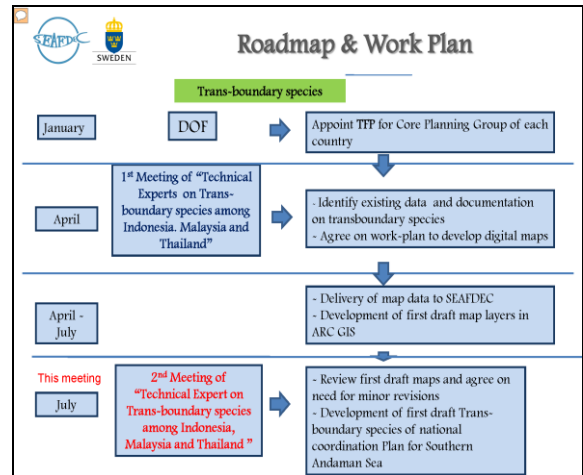 SEAFDEC
SWEDEN
Roadmap & Work Plan
Trans-boundary species
January
DOF
Appoint TFP for Core Planning Group of each
country
April
1st Meeting of “Technical
Experts on Trans-
boundary species among
Indonesia. Malaysia and
Thailand”
- Identify existing data and documentation
on transboundary species
- Agree on work-plan to develop digital maps
April -
July
- Delivery of map data to SEAFDEC
- Development of first draft map layers in
ARC GIS
This meeting
July
2nd Meeting of
“Technical Expert on
Trans-boundary species
among Indonesia,
Malaysia and Thailand ”
- Review first draft maps and agree on
need for minor revisions
- Development of first draft Trans-
boundary species of national
coordination Plan for Southern
Andaman Sea